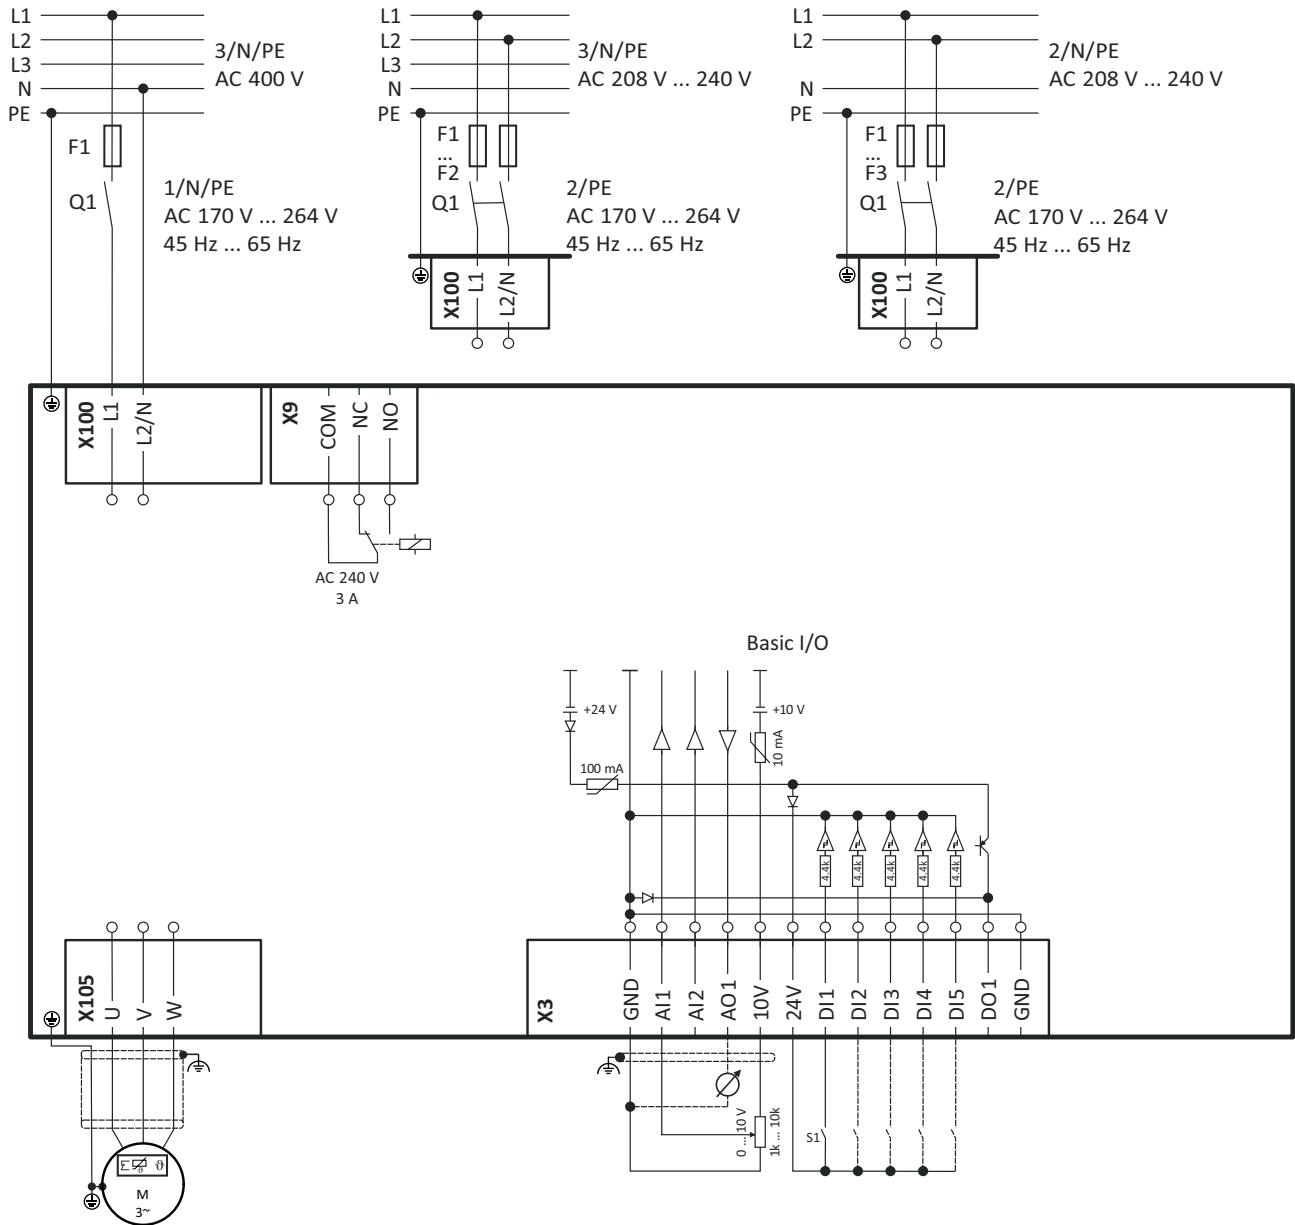 L1
L2
L3
N
PE
3/N/PE
AC 400 V
F1
Q1
1/N/PE
AC 170 V ... 264 V
45 Hz ... 65 Hz
L1
L2
L3
N
PE
3/N/PE
AC 208 V ... 240 V
F1
...
F2
Q1
2/PE
AC 170 V ... 264 V
45 Hz ... 65 Hz
X100
L1
L2/N
L1
L2
N
PE
2/N/PE
AC 208 V ... 240 V
F1
...
F3
Q1
2/PE
AC 170 V ... 264 V
45 Hz ... 65 Hz
X100
L1
L2/N
X100
L1
L2/N
X9
COM
NC
NO
AC 240 V
3 A
Basic I/O
+24 V
+10 V
10 mA
100 mA
4.4k
4.4k
4.4k
4.4k
4.4k
X105
U
V
W
X3
GND
AI1
AI2
AO1
10V
24V
DI1
DI2
DI3
DI4
DI5
DO1
GND
0 ... 10 V
1k ... 10k
S1
ϑ
ϑ
M
3~